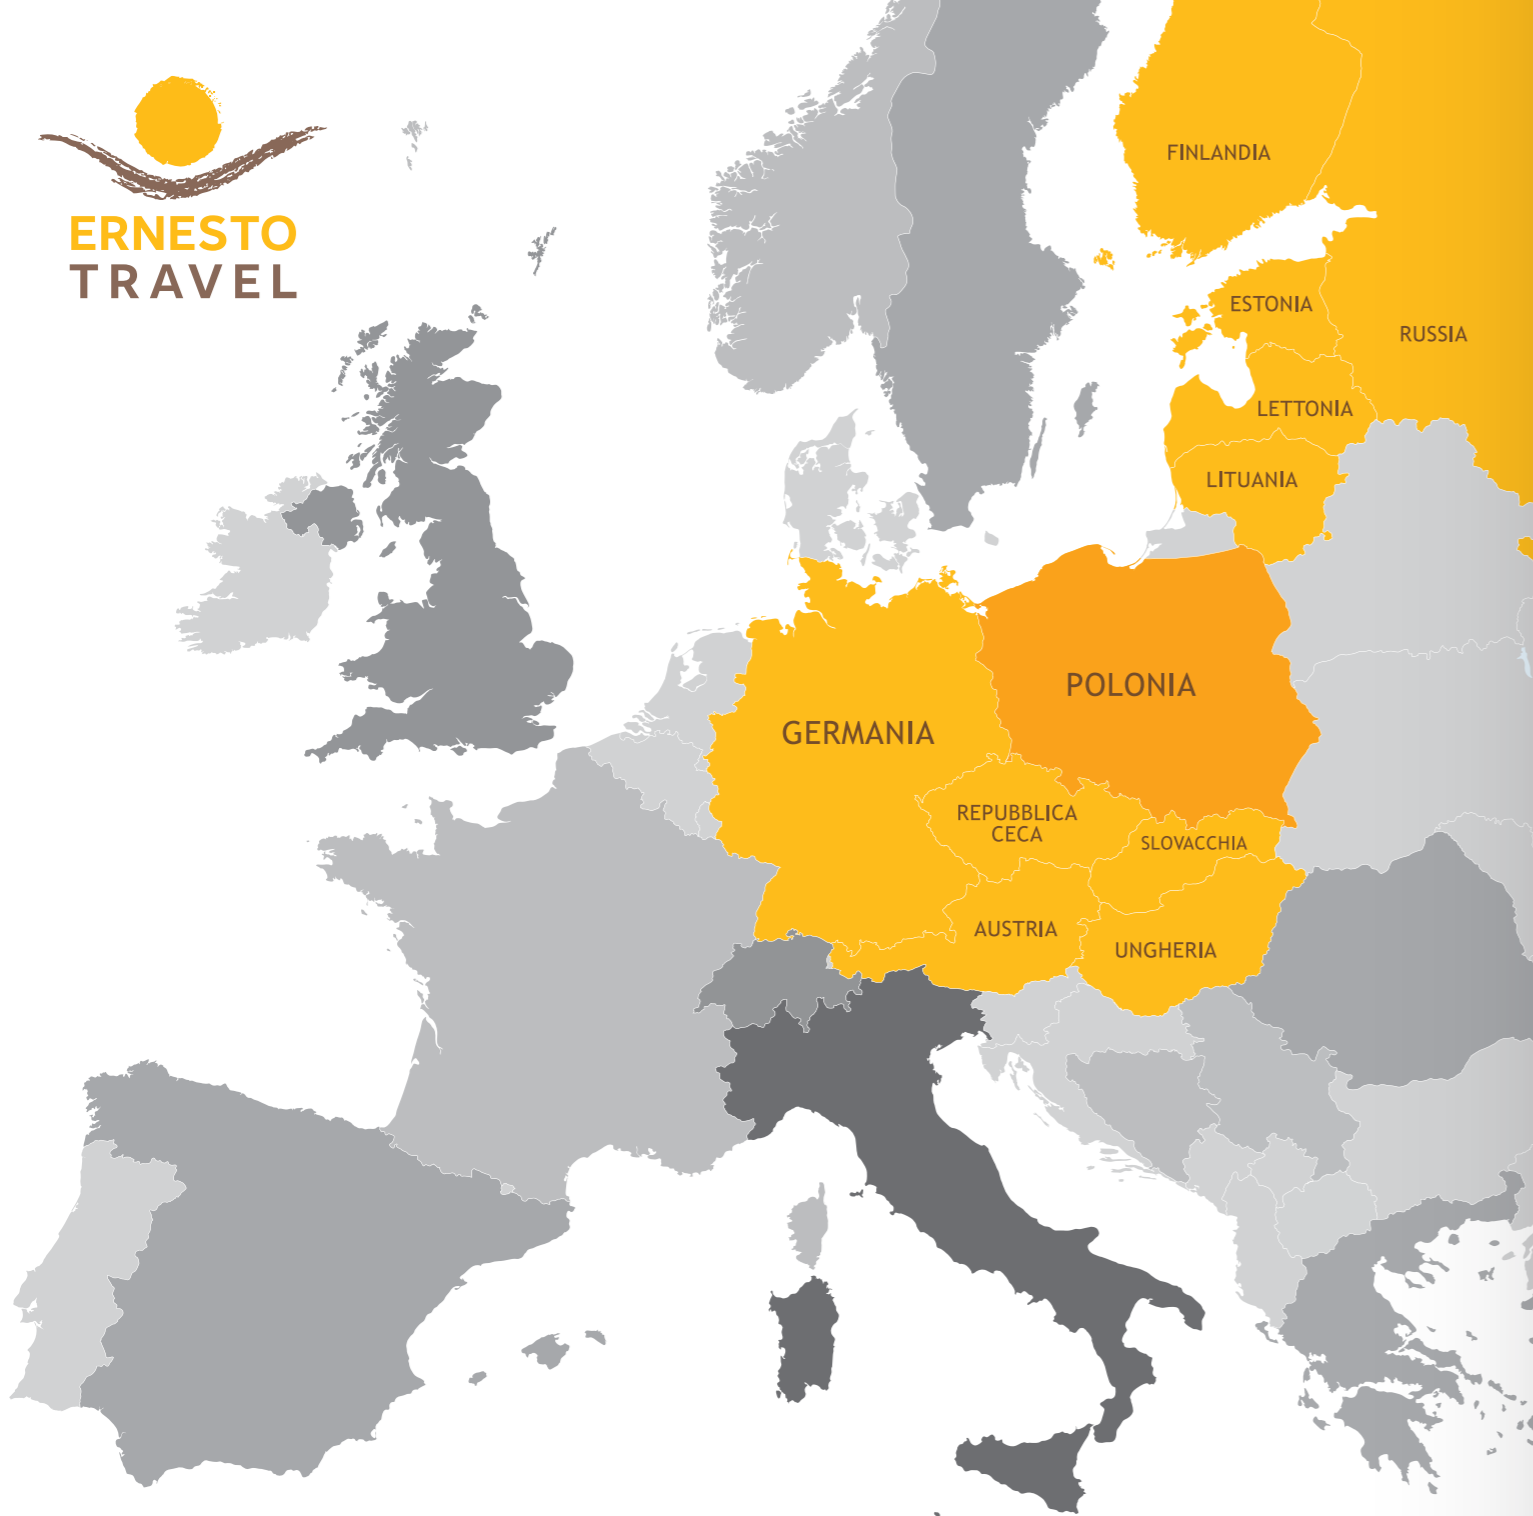 ERNESTO
TRAVEL
FINLANDIA
ESTONIA
RUSSIA
LETTONIA
LITUANIA
POLONIA
GERMANIA
REPUBBLICA
CECA
SLOVACCHIA
AUSTRIA
UNGHERIA